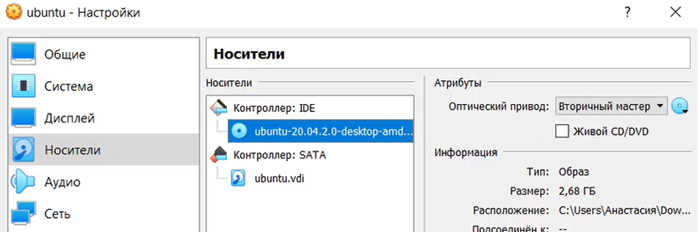 ubuntu - Настройки
? ×
Общие
Система
Дисплей
Носители
Аудио
Сеть
Носители
Носители
Контроллер: IDE
ubuntu-20.04.2.0-desktop-amd...
Контроллер: SATA
ubuntu.vdi
Атрибуты
Оптический привод: Вторичный мастер
Живой CD/DVD
Информация
Тип: Образ
Размер: 2,68 ГБ
Расположение: C:\Users\Анастасия\Dow...
Подсоединён к: --